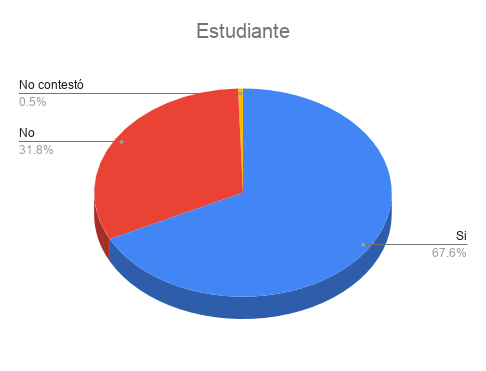 Estudiante
No contestó
0.5%
No
31.8%
Si
67.6%